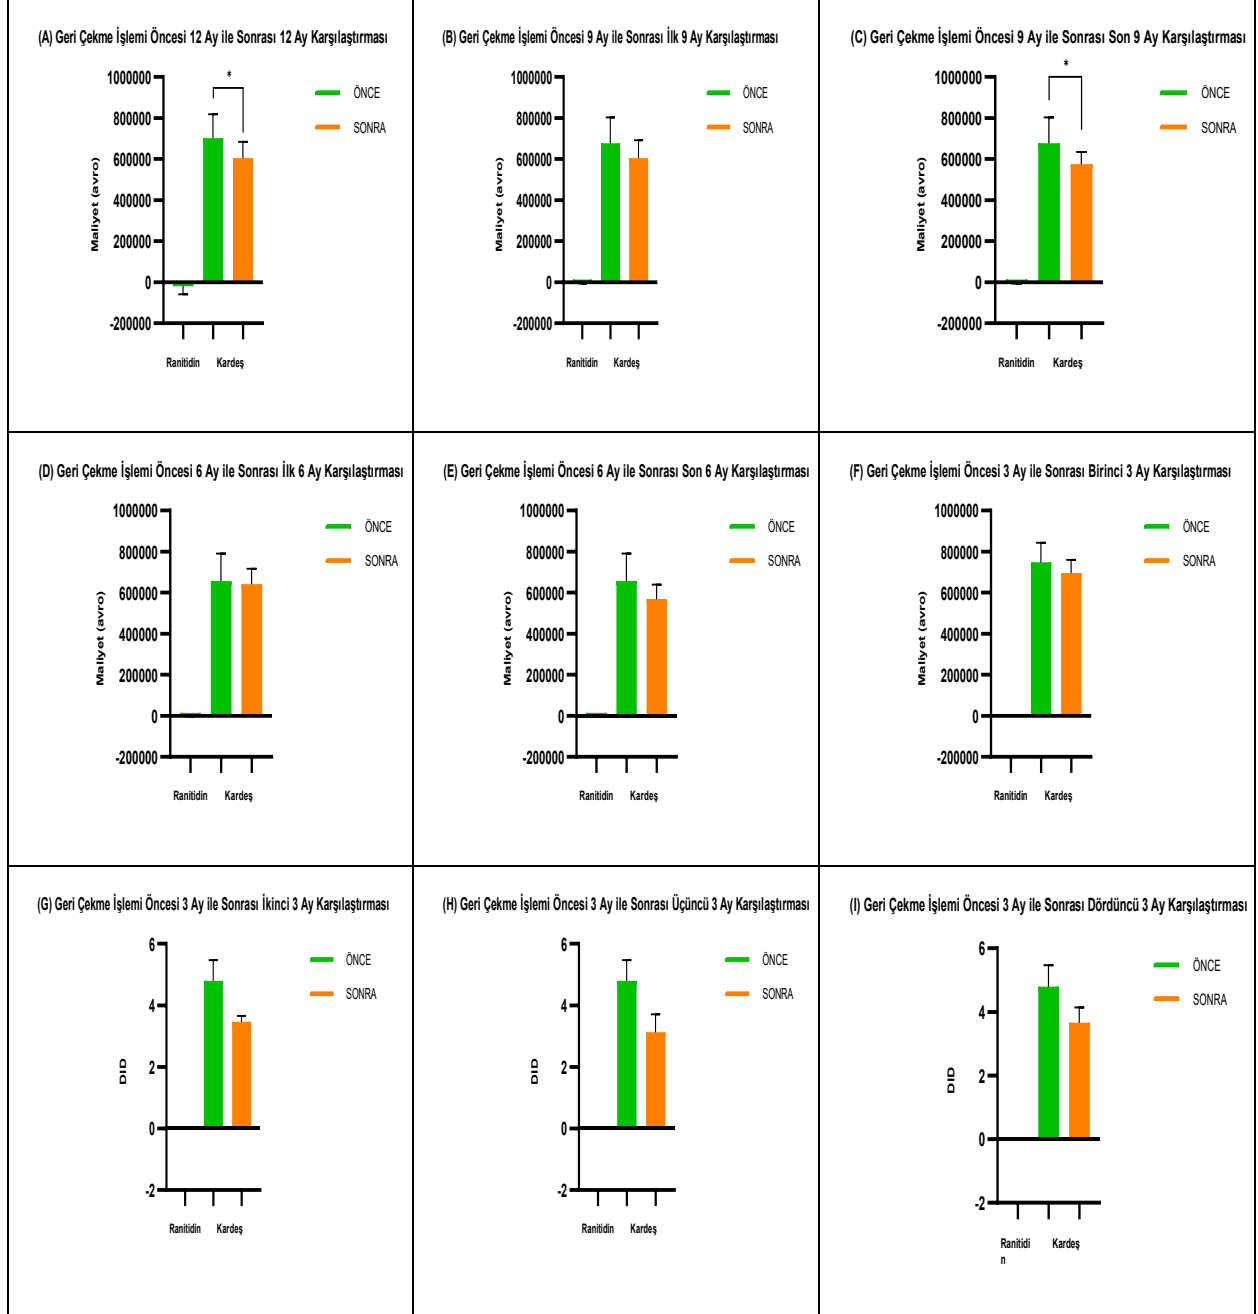 (A) Geri Çekme İşlemi Öncesi 12 Ay ile Sonrası 12 Ay Karşılaştırması
*
1000000
800000
600000
400000
200000
0
-200000
Maliyet (avro)
ÖNCE
SONRA
Ranitidin Kardeş
(B) Geri Çekme İşlemi Öncesi 9 Ay ile Sonrası İlk 9 Ay Karşılaştırması
1000000
800000
600000
400000
200000
0
-200000
Maliyet (avro)
ÖNCE
SONRA
Ranitidin Kardeş
(C) Geri Çekme İşlemi Öncesi 9 Ay ile Sonrası Son 9 Ay Karşılaştırması
*
1000000
800000
600000
400000
200000
0
-200000
Maliyet (avro)
ÖNCE
SONRA
Ranitidin Kardeş
(D) Geri Çekme İşlemi Öncesi 6 Ay ile Sonrası İlk 6 Ay Karşılaştırması
1000000
800000
600000
400000
200000
0
-200000
Maliyet (avro)
ÖNCE
SONRA
Ranitidin Kardeş
(E) Geri Çekme İşlemi Öncesi 6 Ay ile Sonrası Son 6 Ay Karşılaştırması
1000000
800000
600000
400000
200000
0
-200000
Maliyet (avro)
ÖNCE
SONRA
Ranitidin Kardeş
(F) Geri Çekme İşlemi Öncesi 3 Ay ile Sonrası Birinci 3 Ay Karşılaştırması
1000000
800000
600000
400000
200000
0
-200000
Maliyet (avro)
ÖNCE
SONRA
Ranitidin Kardeş
(G) Geri Çekme İşlemi Öncesi 3 Ay ile Sonrası İkinci 3 Ay Karşılaştırması
6
4
2
0
-2
DID
ÖNCE
SONRA
Ranitidin Kardeş
(H) Geri Çekme İşlemi Öncesi 3 Ay ile Sonrası Üçüncü 3 Ay Karşılaştırması
6
4
2
0
-2
DID
ÖNCE
SONRA
Ranitidin Kardeş
(I) Geri Çekme İşlemi Öncesi 3 Ay ile Sonrası Dördüncü 3 Ay Karşılaştırması
6
4
2
0
-2
DID
ÖNCE
SONRA
Ranitidi Kardeş
n